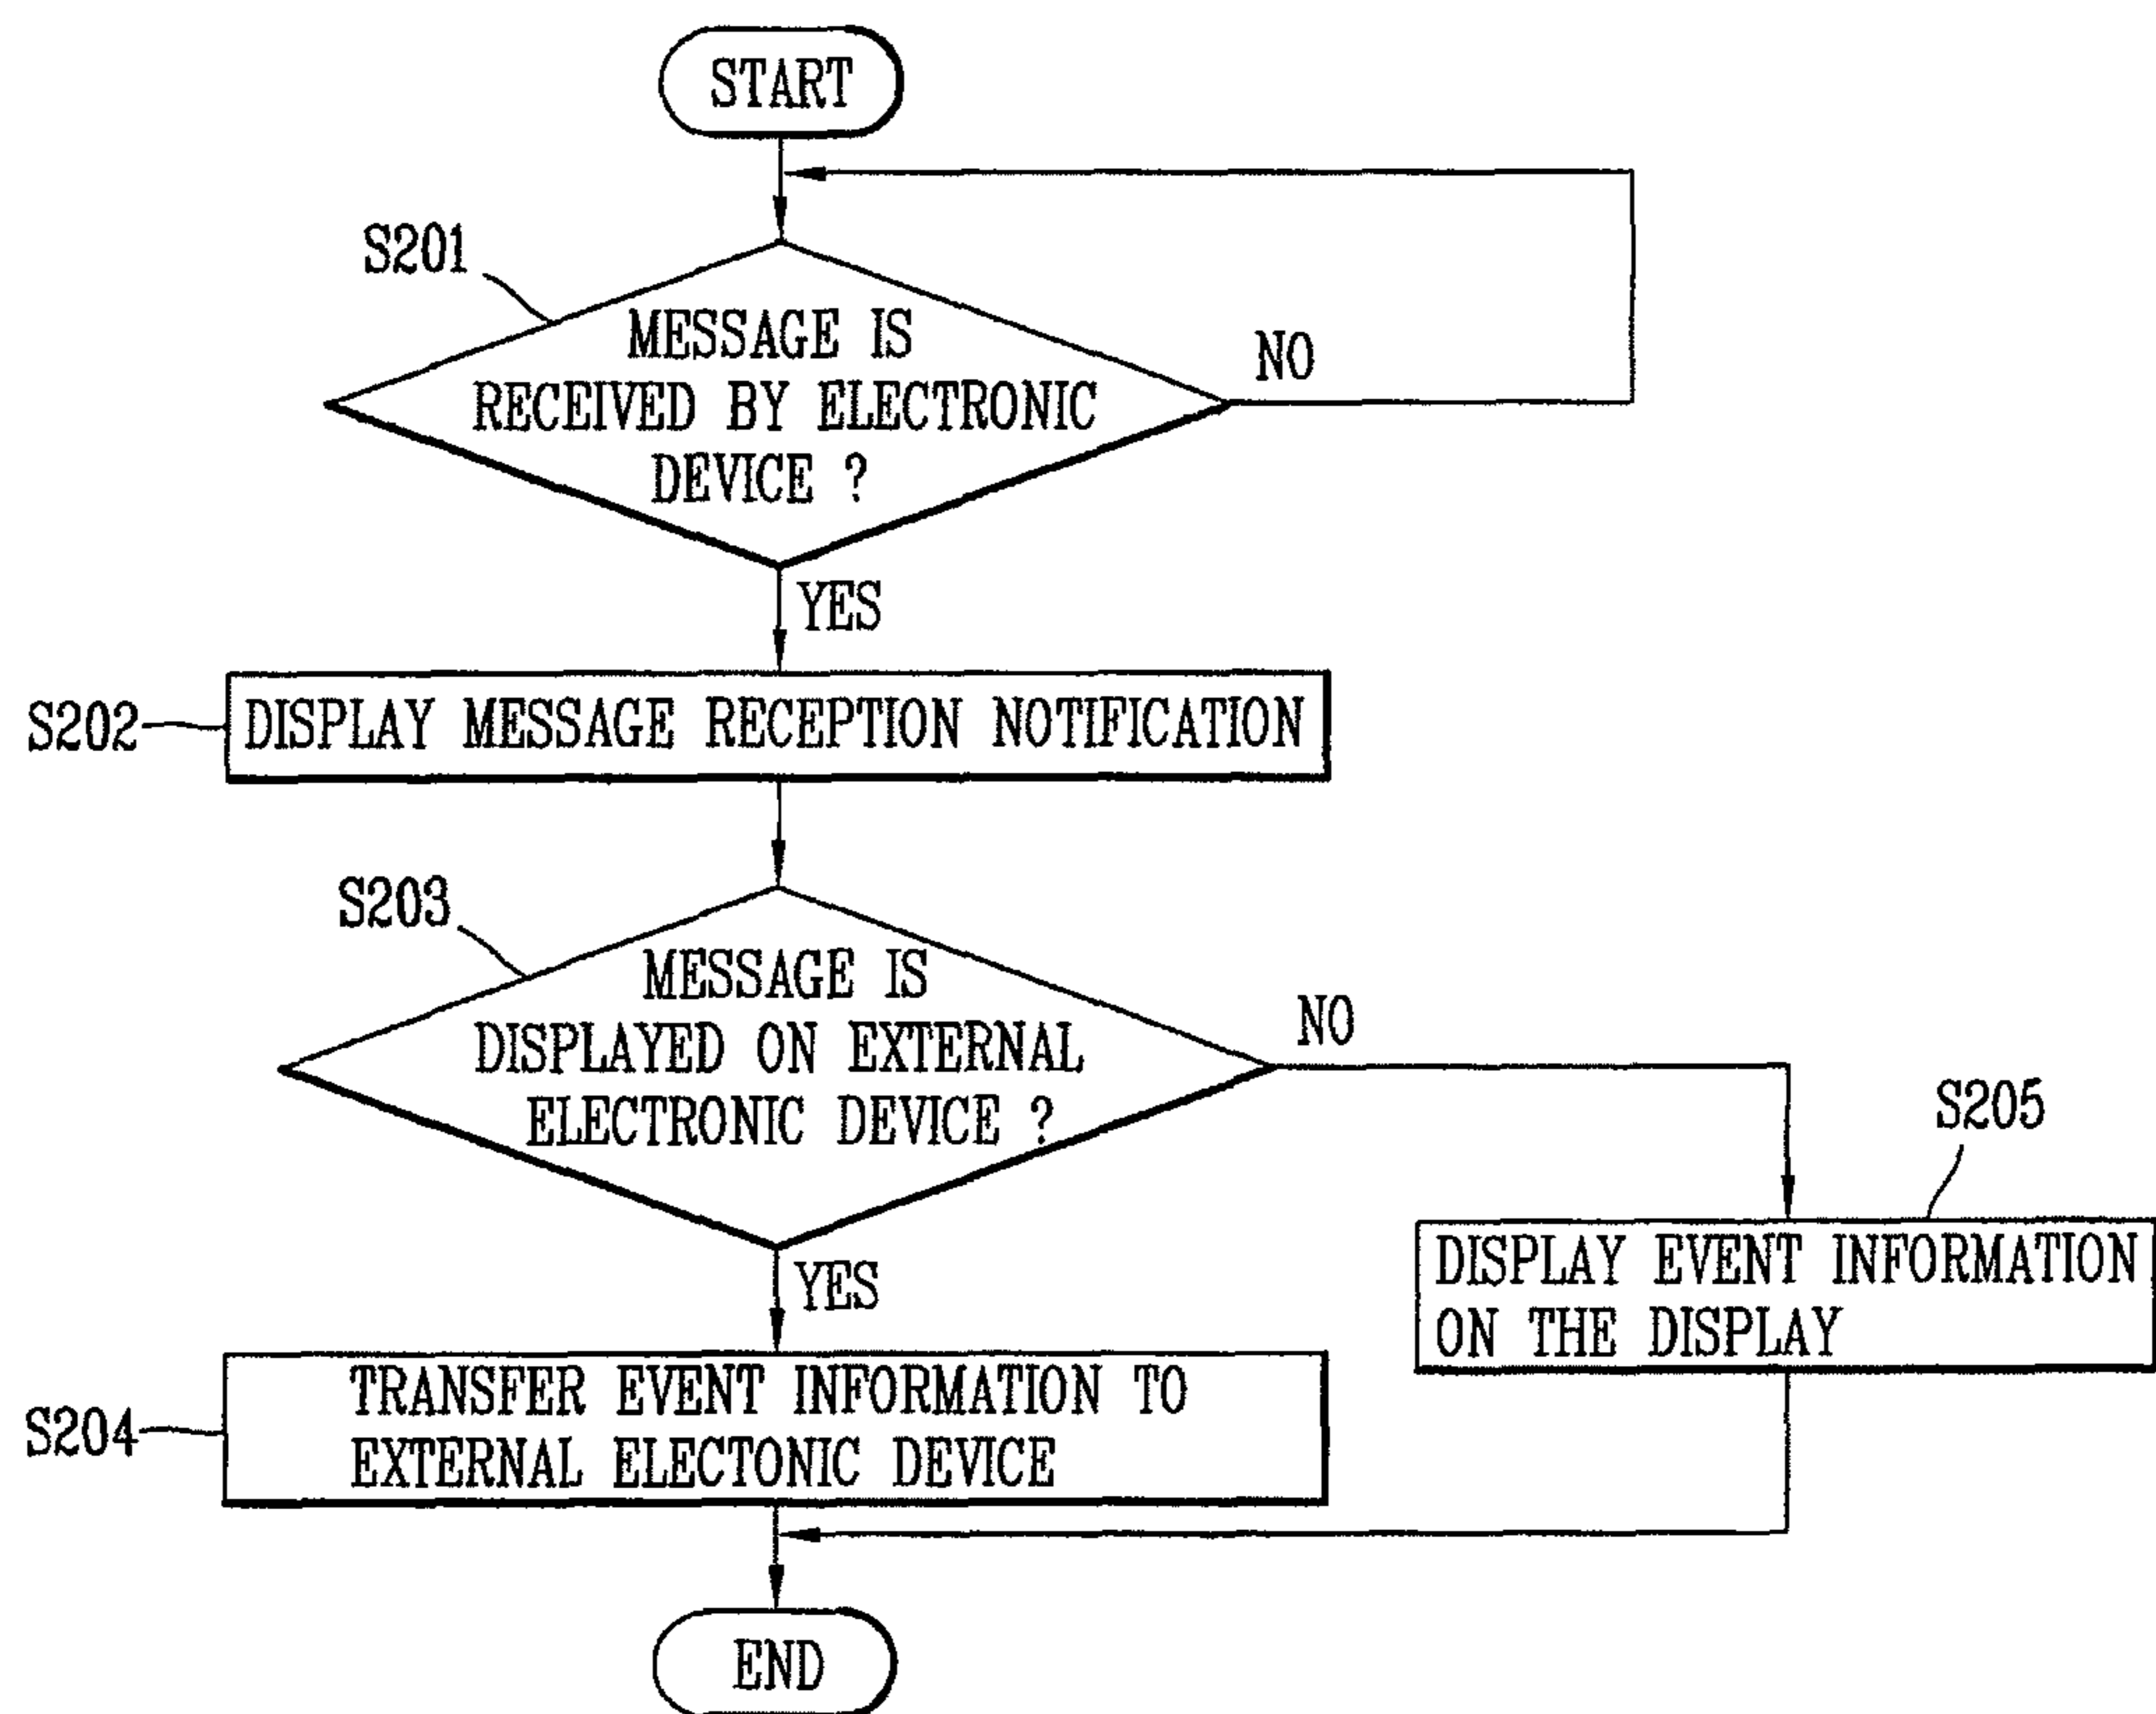 START
S201
MESSAGE IS
RECEIVED BY ELECTRONIC
DEVICE ?
NO
YES
S202
DISPLAY MESSAGE RECEPTION NOTIFICATION
S203
MESSAGE IS
DISPLAYED ON EXTERNAL
ELECTRONIC DEVICE ?
NO
YES
S205
DISPLAY EVENT INFORMATION
ON THE DISPLAY
S204
TRANSFER EVENT INFORMATION TO
EXTERNAL ELECTONIC DEVICE
END